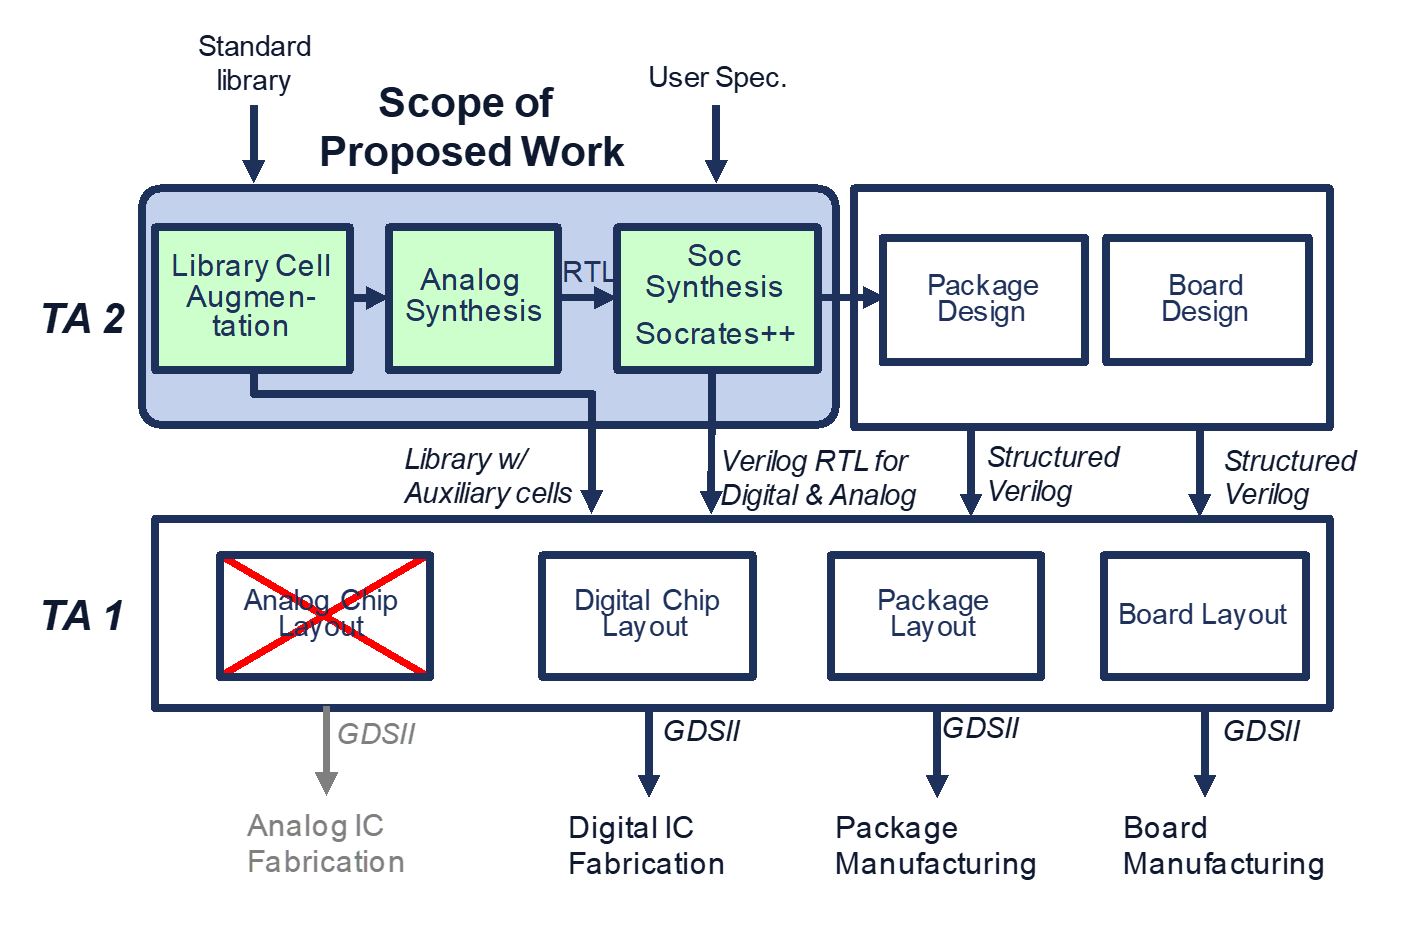 Standard
library
User Spec.
Scope of
Proposed Work
TA 2
Library Cell
Augmen-
tation
Analog
Synthesis
RTL
Soc
Synthesis
Socrates++
Package
Design
Board
Design
Library w/
Auxiliary cells
Verilog RTL for
Digital & Analog
Structured
Verilog
Structured
Verilog
TA 1
Analog Chip
Layout
Digital Chip
Layout
Package
Layout
Board Layout
GDSII
GDSII
GDSII
GDSII
Analog IC
Fabrication
Digital IC
Fabrication
Package
Manufacturing
Board
Manufacturing